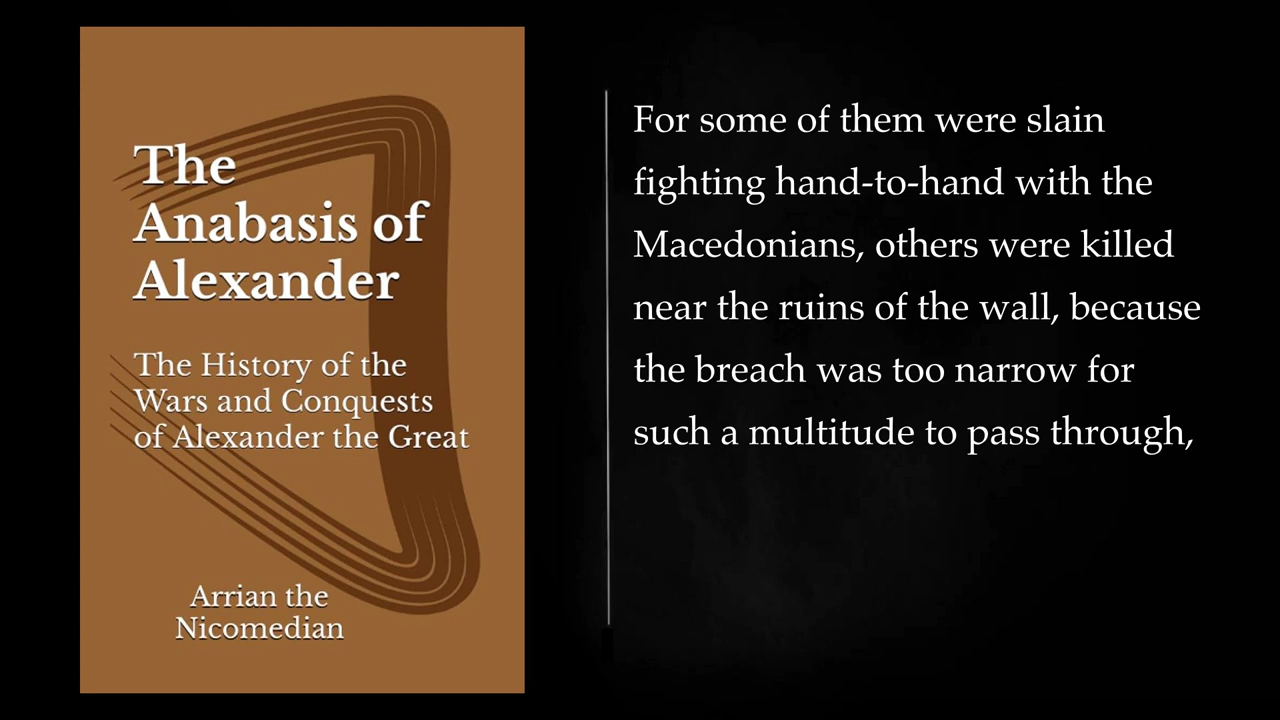 The
Anabasis of
Alexander
The History of the
Wars and Conquests
of Alexander the Great
Arrian the
Nicomedian
For some of them were slain
fighting hand-to-hand with the
Macedonians, others were killed
near the ruins of the wall, because
the breach was too narrow for
such a multitude to pass through,